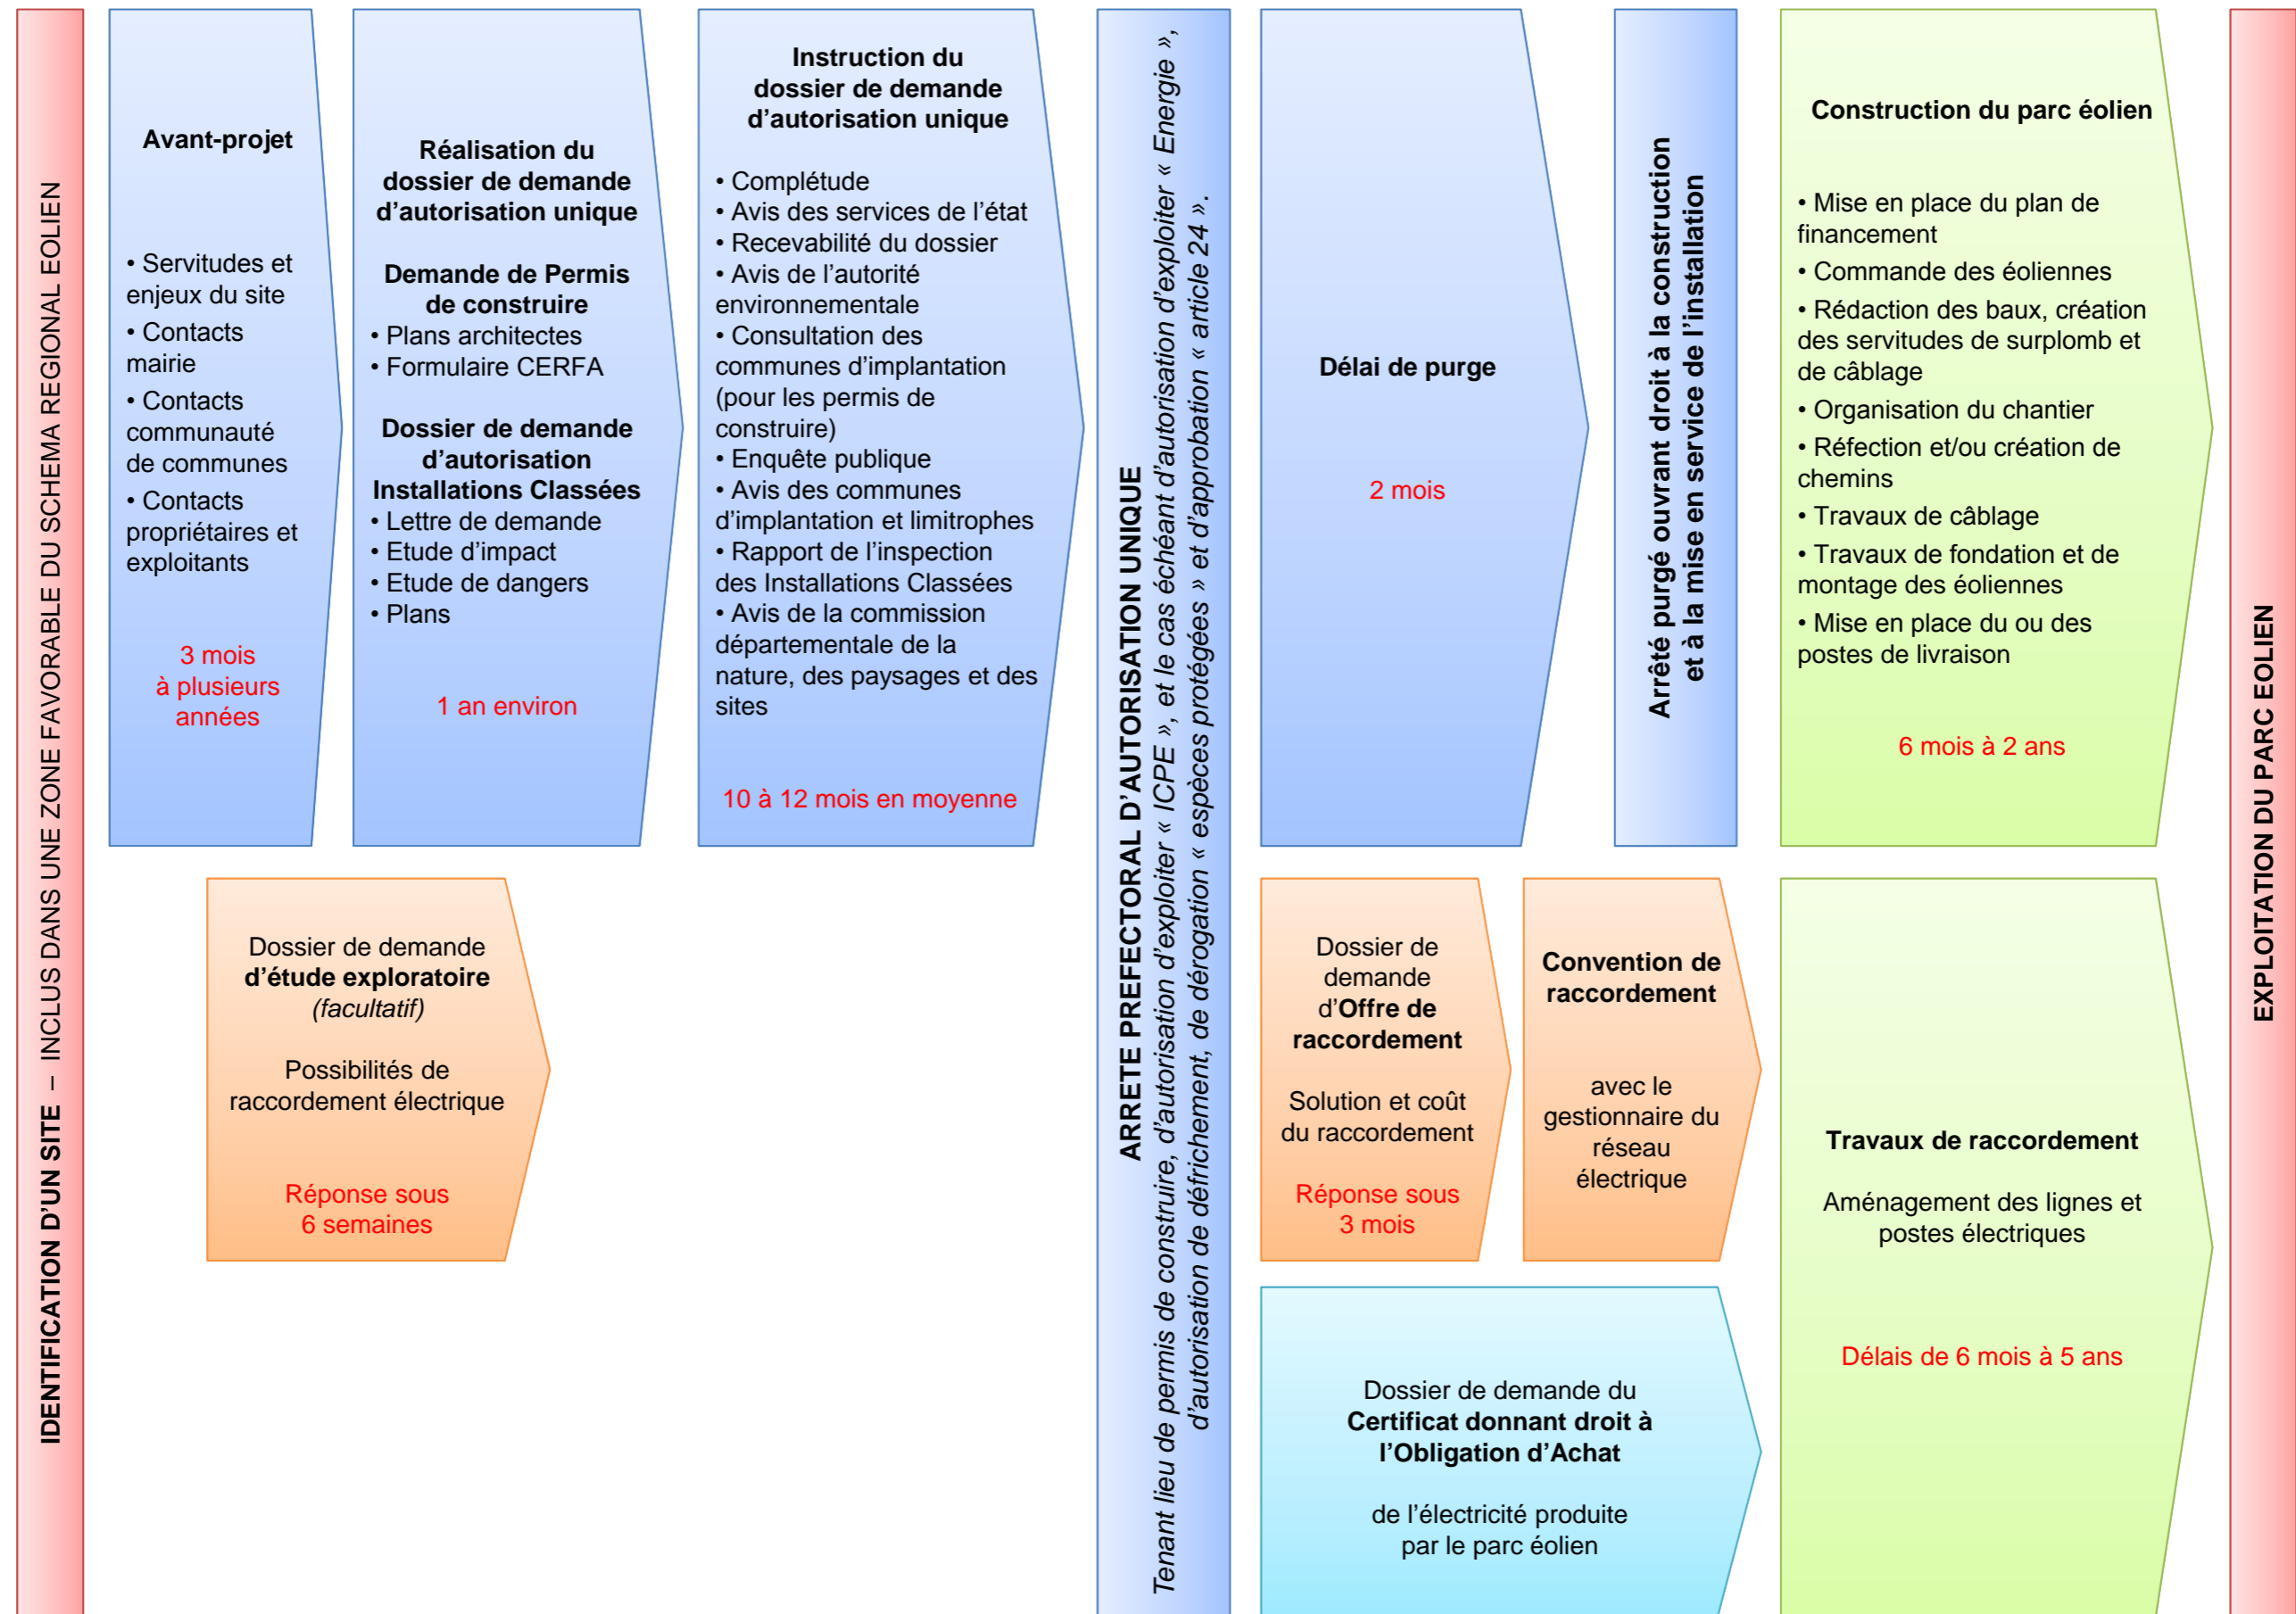 IDENTIFICATION D'UN SITE – INCLUS DANS UNE ZONE FAVORABLE DU SCHEMA REGIONAL EOLIEN
Avant-projet
• Servitudes et
enjeux du site
• Contacts
mairie
• Contacts
communauté
de communes
• Contacts
propriétaires et
exploitants
3 mois
à plusieurs
années
Réalisation du
dossier de demande
d'autorisation unique
Demande de Permis
de construire
• Plans architectes
• Formulaire CERFA
Dossier de demande
d'autorisation
Installations Classées
• Lettre de demande
• Etude d'impact
• Etude de dangers
• Plans
1 an environ
Instruction du
dossier de demande
d'autorisation unique
• Complétude
• Avis des services de l'état
• Recevabilité du dossier
• Avis de l'autorité
environnementale
• Consultation des
communes d'implantation
(pour les permis de
construire)
• Enquête publique
• Avis des communes
d'implantation et limitrophes
• Rapport de l'inspection
des Installations Classées
• Avis de la commission
départementale de la
nature, des paysages et des
sites
10 à 12 mois en moyenne
Dossier de demande
d'étude exploratoire
(facultatif)
Possibilités de
raccordement électrique
Réponse sous
6 semaines
ARRETE PREFECTORAL D'AUTORISATION UNIQUE
Tenant lieu de permis de construire, d'autorisation d'exploiter « ICPE », et le cas échéant d'autorisation d'exploiter « Energie »,
d'autorisation de défrichement, de dérogation « espèces protégées » et d'approbation « article 24 ».
Délai de purge
2 mois
Arrêté purgé ouvrant droit à la construction
et à la mise en service de l'installation
Dossier de
demande
d'Offre de
raccordement
Solution et coût
du raccordement
Réponse sous
3 mois
Convention de
raccordement
avec le
gestionnaire du
réseau
électrique
Dossier de demande du
Certificat donnant droit à
l'Obligation d'Achat
de l'électricité produite
par le parc éolien
Construction du parc éolien
• Mise en place du plan de
financement
• Commande des éoliennes
• Rédaction des baux, création
des servitudes de surplomb et
de câblage
• Organisation du chantier
• Réfection et/ou création de
chemins
• Travaux de câblage
• Travaux de fondation et de
montage des éoliennes
• Mise en place du ou des
postes de livraison
6 mois à 2 ans
Travaux de raccordement
Aménagement des lignes et
postes électriques
Délais de 6 mois à 5 ans
EXPLOITATION DU PARC EOLIEN